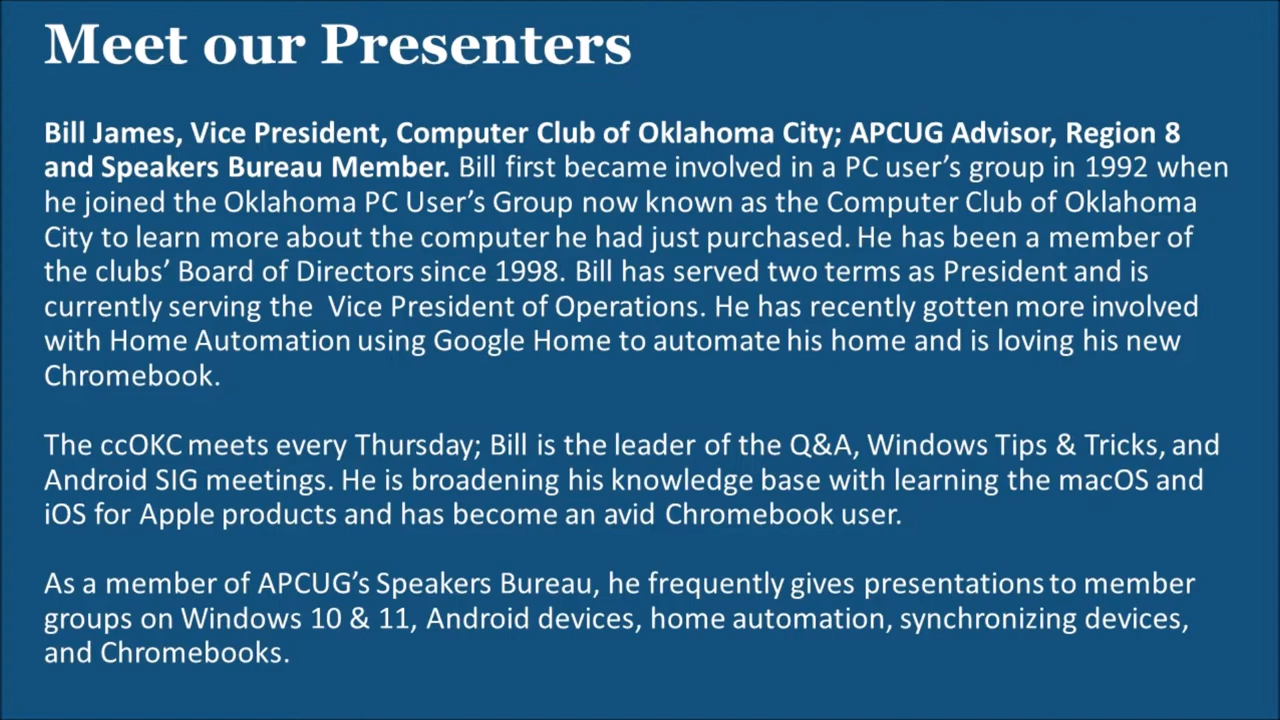 Meet our Presenters
Bill James, Vice President, Computer Club of Oklahoma City; APCUG Advisor, Region 8
and Speakers Bureau Member. Bill first became involved in a PC user’s group in 1992 when
he joined the Oklahoma PC User’s Group now known as the Computer Club of Oklahoma
City to learn more about the computer he had just purchased. He has been a member of
the clubs’ Board of Directors since 1998. Bill has served two terms as President and is
currently serving the  Vice President of Operations. He has recently gotten more involved
with Home Automation using Google Home to automate his home and is loving his new
Chromebook.
The ccOKC meets every Thursday; Bill is the leader of the Q&A, Windows Tips & Tricks, and
Android SIG meetings. He is broadening his knowledge base with learning the macOS and
iOS for Apple products and has become an avid Chromebook user.
As a member of APCUG’s Speakers Bureau, he frequently gives presentations to member
groups on Windows 10 & 11, Android devices, home automation, synchronizing devices,
and Chromebooks.